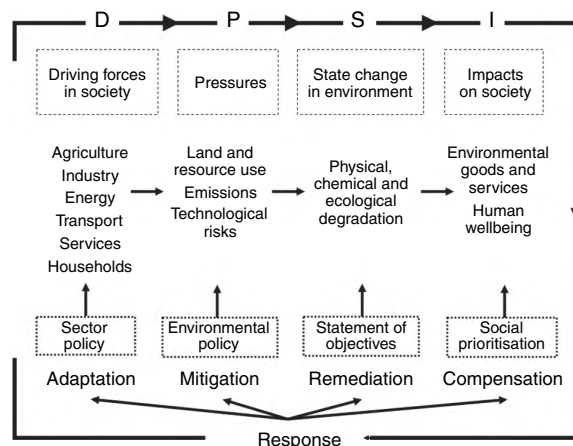 D P S I
Driving forces
in society
Pressures
State change
in environment
Impacts
on society
Agriculture
Industry
Energy
Transport
Services
Households
Land and
resource use
Emissions
Technological
risks
Physical,
chemical and
ecological
degradation
Environmental
goods and
services
Human
wellbeing
Sector
policy
Environmental
policy
Statement of
objectives
Social
prioritisation
Adaptation
Mitigation
Remediation
Compensation
Response